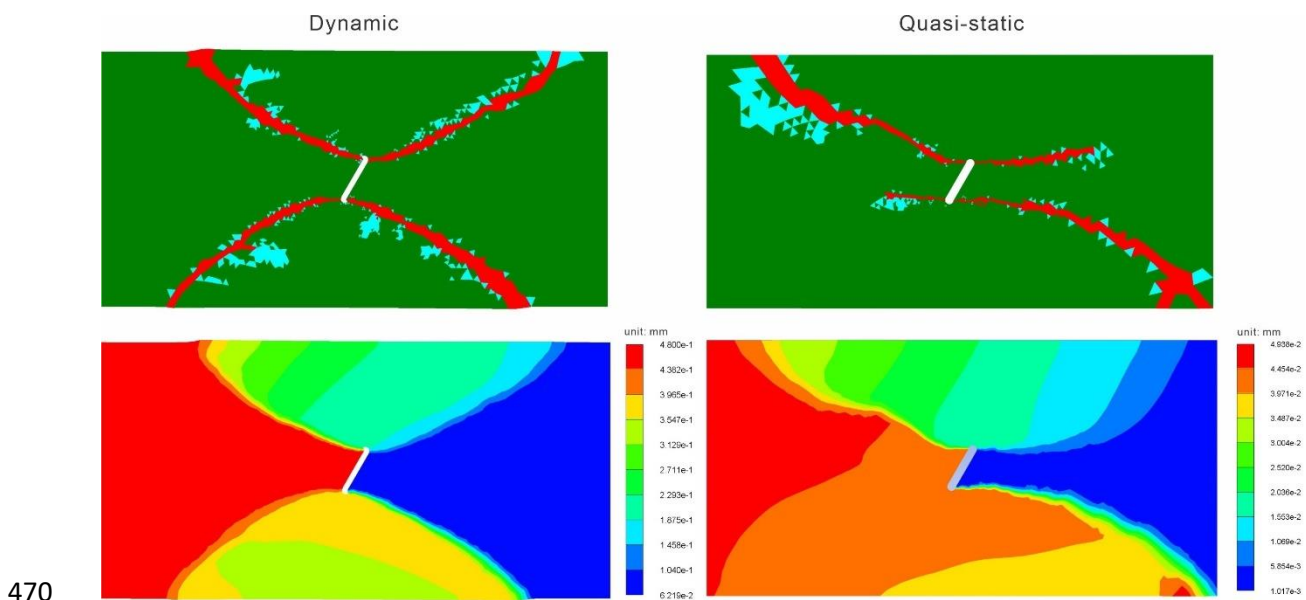 Dynamic
Quasi-static
unit: mm
4.800e-1
4.382e-1
3.965e-1
3.547e-1
3.129e-1
2.711e-1
2.293e-1
1.875e-1
1.458e-1
1.040e-1
6.219e-2
unit: mm
4.938e-2
4.454e-2
3.971e-2
3.487e-2
3.004e-2
2.520e-2
2.036e-2
1.553e-2
1.069e-2
5.854e-3
1.017e-3
470